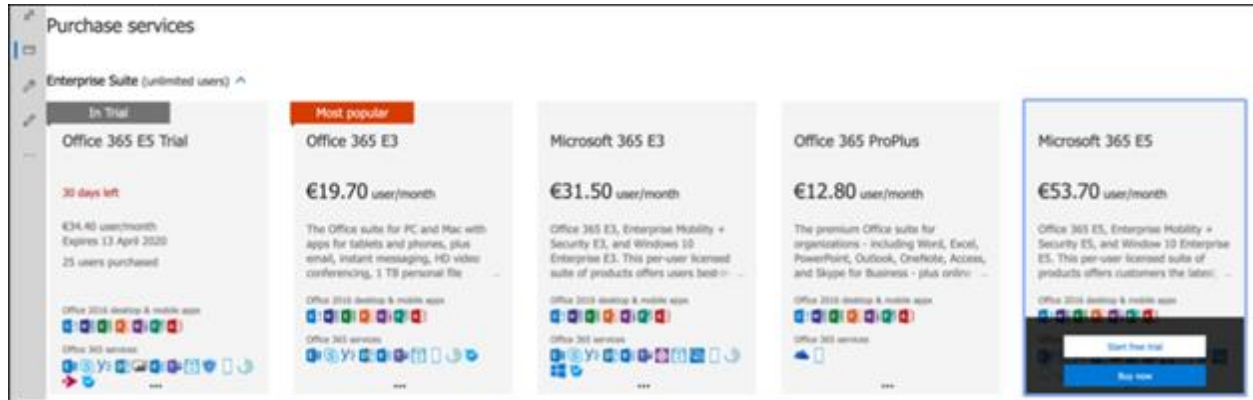 Purchase services
Enterprise Suite (unlimited users)
In Trial
Office 365 E5 Trial
30 days left
€34.40 user/month
Expires 13 April 2020
25 users purchased
Office 2016 desktop & mobile apps
Office 365 services
...
Most popular
Office 365 E3
€19.70 user/month
The Office suite for PC and Mac with
apps for tablets and phones, plus
email, instant messaging, HD video
conferencing, 1 TB personal file ...
Office 2016 desktop & mobile apps
Office 365 services
...
Microsoft 365 E3
€31.50 user/month
Office 365 E3, Enterprise Mobility +
Security E3, and Windows 10
Enterprise E3. This per-user licensed
suite of products offers users best-in- ...
Office 2016 desktop & mobile apps
Office 365 services
...
Office 365 ProPlus
€12.80 user/month
The premium Office suite for
organizations - including Word, Excel,
PowerPoint, Outlook, OneNote, Access,
and Skype for Business - plus online ...
Office 2016 desktop & mobile apps
Office 365 services
...
Microsoft 365 E5
€53.70 user/month
Office 365 E5, Enterprise Mobility +
Security E5, and Window 10 Enterprise
E5. This per-user licensed suite of
products offers customers the latest, ...
Office 2016 desktop & mobile apps
Start free trial
Buy now